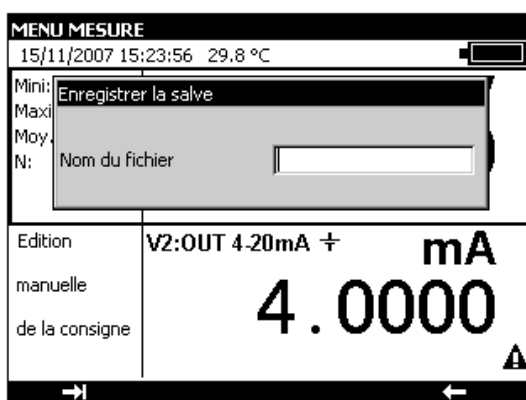 MENU MESURE
15/11/2007 15:23:56 29.8 °C
Mini:
Maxi
Moy.
N:
Enregistrer la salve
Nom du fichier
Edition
manuelle
de la consigne
V2:OUT 4-20mA
mA
4.0000